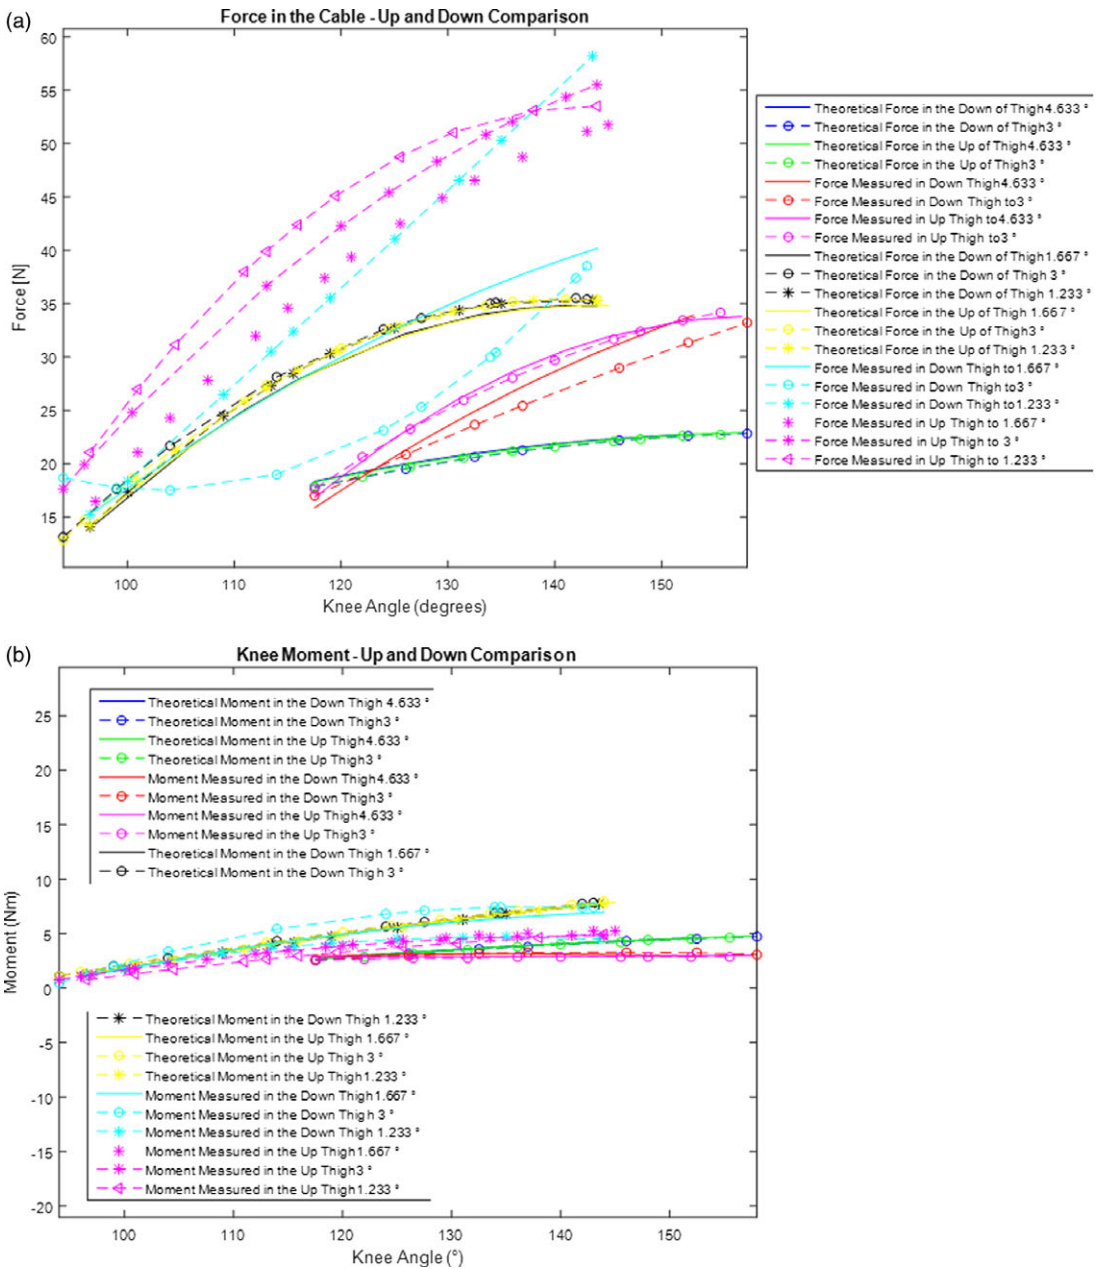 (a)
Force in the Cable - Up and Down Comparison
60
55
50
45
40
35
30
25
20
15
Force [N]
100 110 120 130 140 150
Knee Angle (degrees)
Theoretical Force in the Down of Thigh4.633 °
Theoretical Force in the Down of Thigh3 °
Theoretical Force in the Up of Thigh4.633 °
Theoretical Force in the Up of Thigh3 °
Force Measured in Down Thigh4.633 °
Force Measured in Down Thigh to3 °
Force Measured in Up Thigh to4.633 °
Force Measured in Up Thigh to3 °
Theoretical Force in the Down of Thigh1.667 °
Theoretical Force in the Down of Thigh 3 °
Theoretical Force in the Down of Thigh 1.233 °
Theoretical Force in the Up of Thigh 1.667 °
Theoretical Force in the Up of Thigh3 °
Theoretical Force in the Up of Thigh 1.233 °
Force Measured in Down Thigh to1.667 °
Force Measured in Down Thigh to3 °
Force Measured in Down Thigh to1.233 °
Force Measured in Up Thigh to 1.667 °
Force Measured in Up Thigh to 3 °
Force Measured in Up Thigh to 1.233 °
(b)
Knee Moment - Up and Down Comparison
25
20
15
10
5
0
-5
-10
-15
-20
Moment (Nm)
Theoretical Moment in the Down Thigh 4.633 °
Theoretical Moment in the Down Thigh3 °
Theoretical Moment in the Up Thigh4.633 °
Theoretical Moment in the Up Thigh3 °
Moment Measured in the Down Thigh4.633 °
Moment Measured in the Down Thigh3 °
Moment Measured in the Up Thigh4.633 °
Moment Measured in the Up Thigh3 °
Theoretical Moment in the Down Thigh 1.667 °
Theoretical Moment in the Down Thigh 3 °
Theoretical Moment in the Down Thigh 1.233 °
Theoretical Moment in the Up Thigh 1.667 °
Theoretical Moment in the Up Thigh 3 °
Theoretical Moment in the Up Thigh1.233 °
Moment Measured in the Down Thigh1.667 °
Moment Measured in the Down Thigh 3 °
Moment Measured in the Down Thigh 1.233 °
Moment Measured in the Up Thigh1.667 °
Moment Measured in the Up Thigh3 °
Moment Measured in the Up Thigh1.233 °
100 110 120 130 140 150
Knee Angle (°)